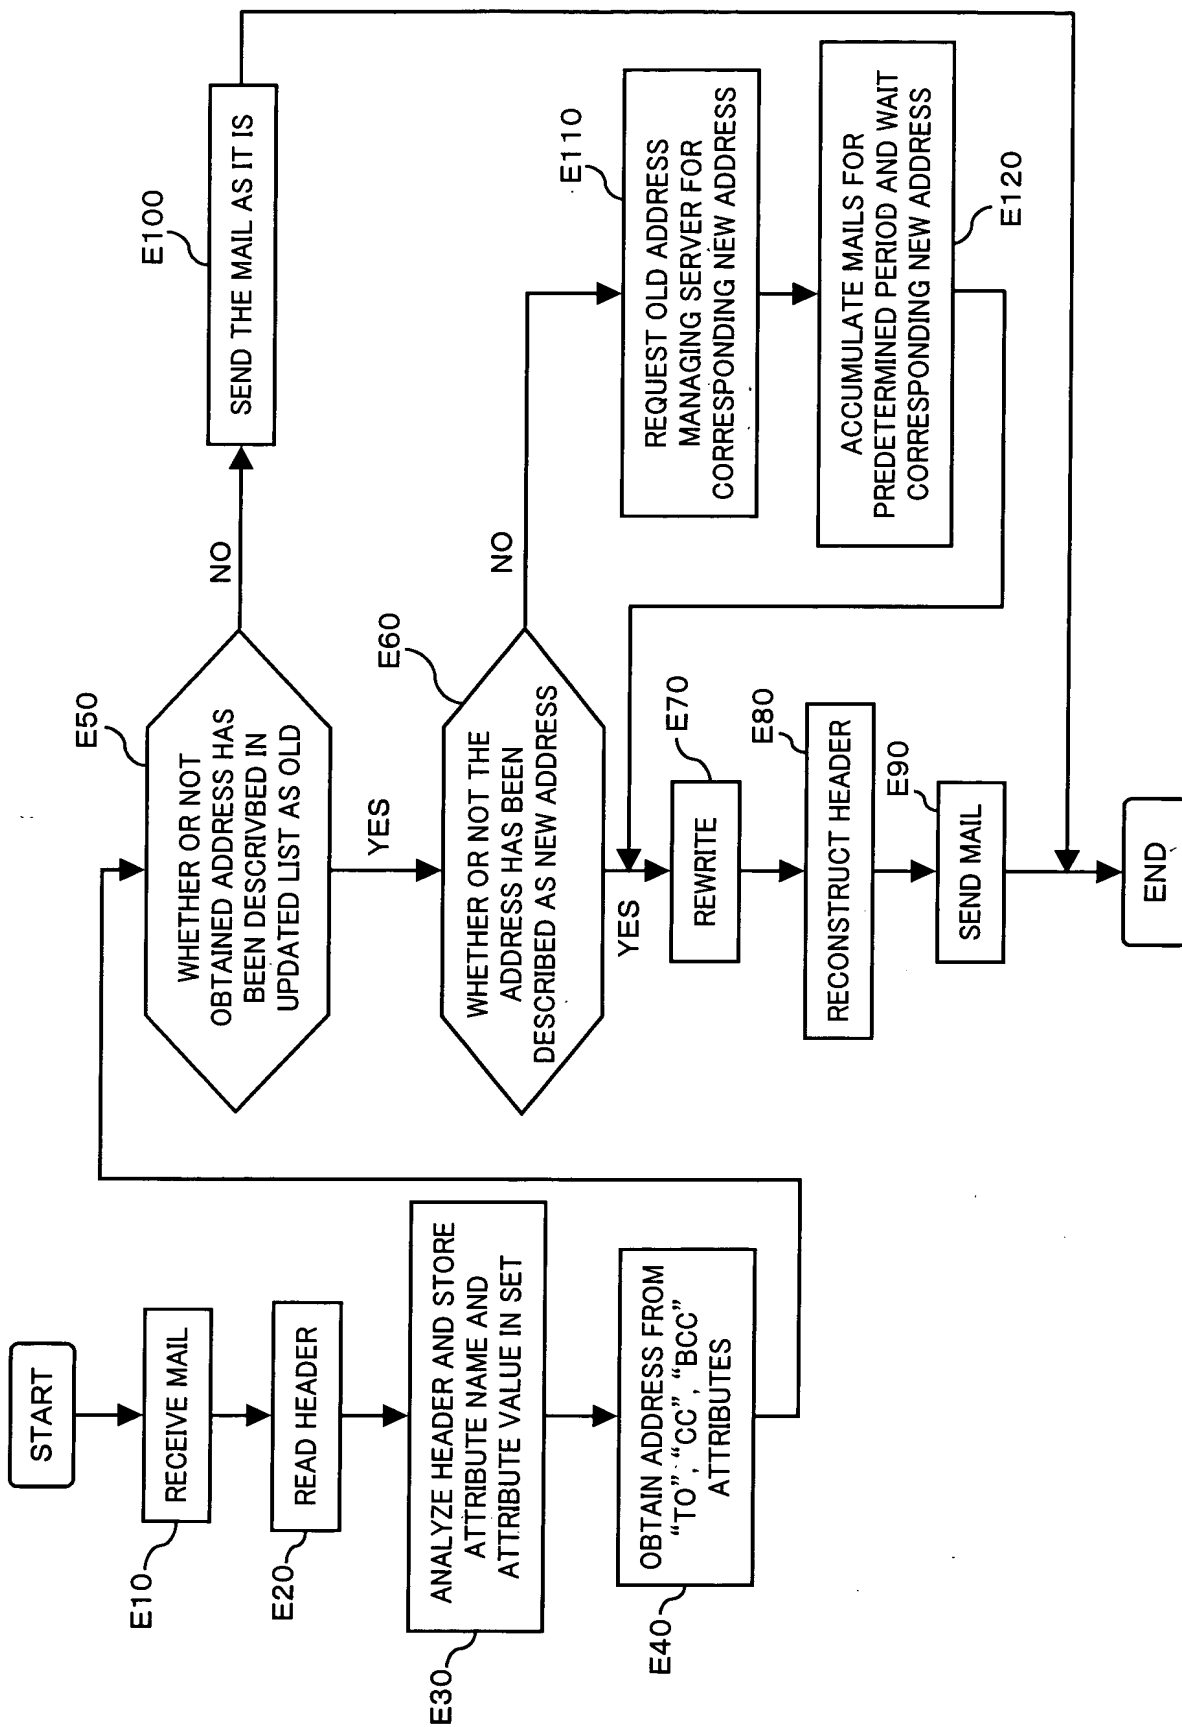 START
E10
RECEIVE MAIL
E20
READ HEADER
E30
ANALYZE HEADER AND STORE
ATTRIBUTE NAME AND
ATTRIBUTE VALUE IN SET
E40
OBTAIN ADDRESS FROM
“TO”, “CC”, “BCC”
ATTRIBUTES
E50
WHETHER OR NOT
OBTAINED ADDRESS HAS
BEEN DESCRIVBED IN
UPDATED LIST AS OLD
NO
YES
E100
SEND THE MAIL AS IT IS
E60
WHETHER OR NOT THE
ADDRESS HAS BEEN
DESCRIBED AS NEW ADDRESS
NO
YES
E110
REQUEST OLD ADDRESS
MANAGING SERVER FOR
CORRESPONDING NEW ADDRESS
ACCUMULATE MAILS FOR
PREDETERMINED PERIOD AND WAIT
CORRESPONDING NEW ADDRESS
E120
E70
REWRITE
E80
RECONSTRUCT HEADER
E90
SEND MAIL
END